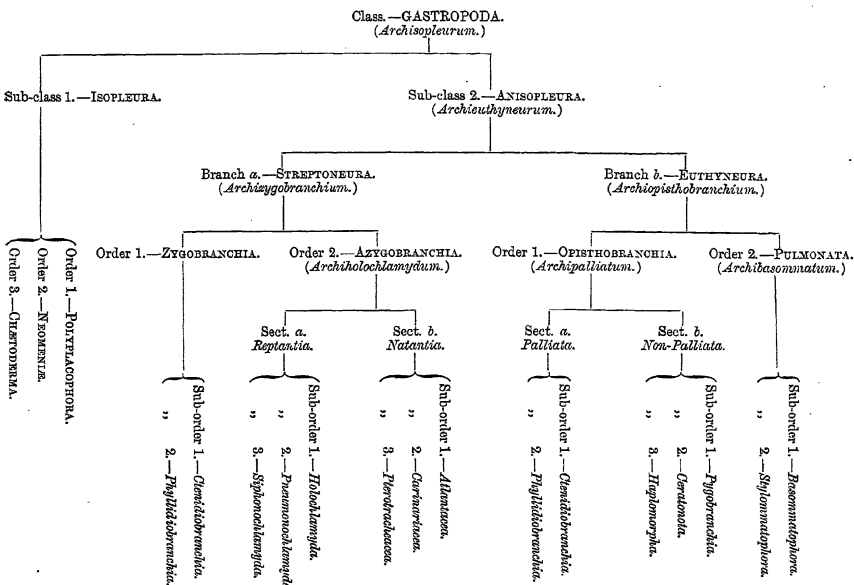 Class.—GASTROPODA.
(Archisopleurum.)
Sub-class 1.—ISOPLEURA.
Sub-class 2.—ANISOPLEURA.
(Archieuthyneurum.)
Branch a.—STREPTONEURA.
(Archizygobranchium.)
Branch b.—EUTHYNEURA.
(Archiopisthobranchium.)
Order 1.—POLYPLACOPHORA.
Order 2.—NEOMENIÆ.
Order 3.—CHÆTODERMA.
Order 1.—ZYGOBRANCHIA.
Order 2.—AZYGOBRANCHIA.
(Archiholochlamydum.)
Order 1.—OPISTHOBRANCHIA.
(Archipalliatum.)
Order 2.—PULMONATA.
(Archibasommatum.)
Sect. a.
Reptantia.
Sect. b.
Natantia.
Sect. a.
Palliata.
Sect. b.
Non-Palliata.
Sub-order 1.—Ctenidiobranchia.
„ 2.—Phyllidiobranchia.
Sub-order 1.—Holochlamyda.
„ 2.—Pneumonochlamyda
„ 3.—Siphonochlamyda.
Sub-order 1.—Atlantacea.
„ 2.—Carinariacea.
„ 3.—Pterotracheacea.
Sub-order 1.—Ctenidiobranchia.
„ 2.—Phyllidiobranchia.
Sub-order 1.—Pygobranchia.
„ 2.—Ceratonota.
„ 3.—Haplomorpha.
Sub-order 1.—Basommatophora.
„ 2.—Stylommatophora.